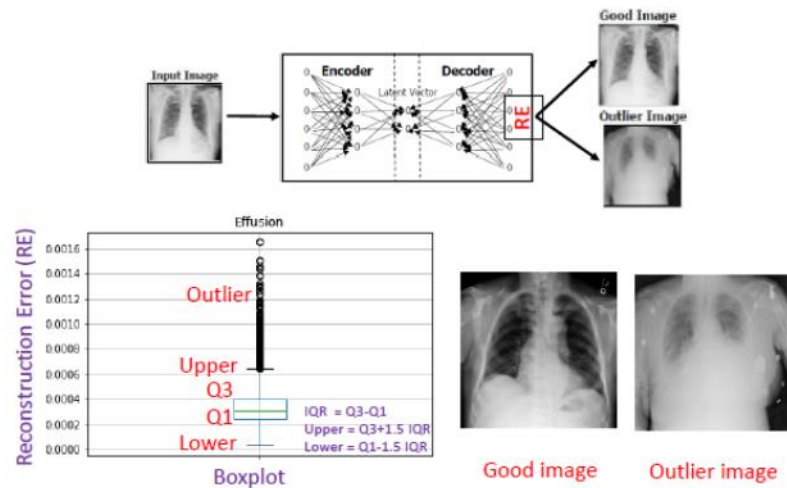 Good Image
Input Image
Encoder
Decoder
Latent Vector
RE
Outlier Image
Effusion
Reconstruction Error (RE)
0.0016
0.0014
0.0012
0.0010
0.0008
0.0006
0.0004
0.0002
0.0000
Outlier
Upper
Q3
Q1
Lower
IQR = Q3-Q1
Upper = Q3+1.5 IQR
Lower = Q1-1.5 IQR
Boxplot
Good image
Outlier image